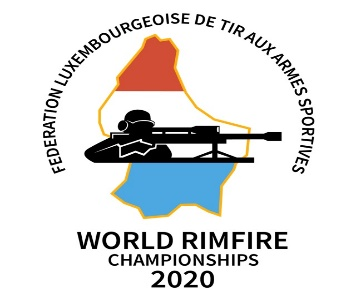 FEDERATION LUXEMBOURGEOISE DE TIR AUX ARMES SPORTIVES
WORLD RIMFIRE
CHAMPIONSHIPS
2020